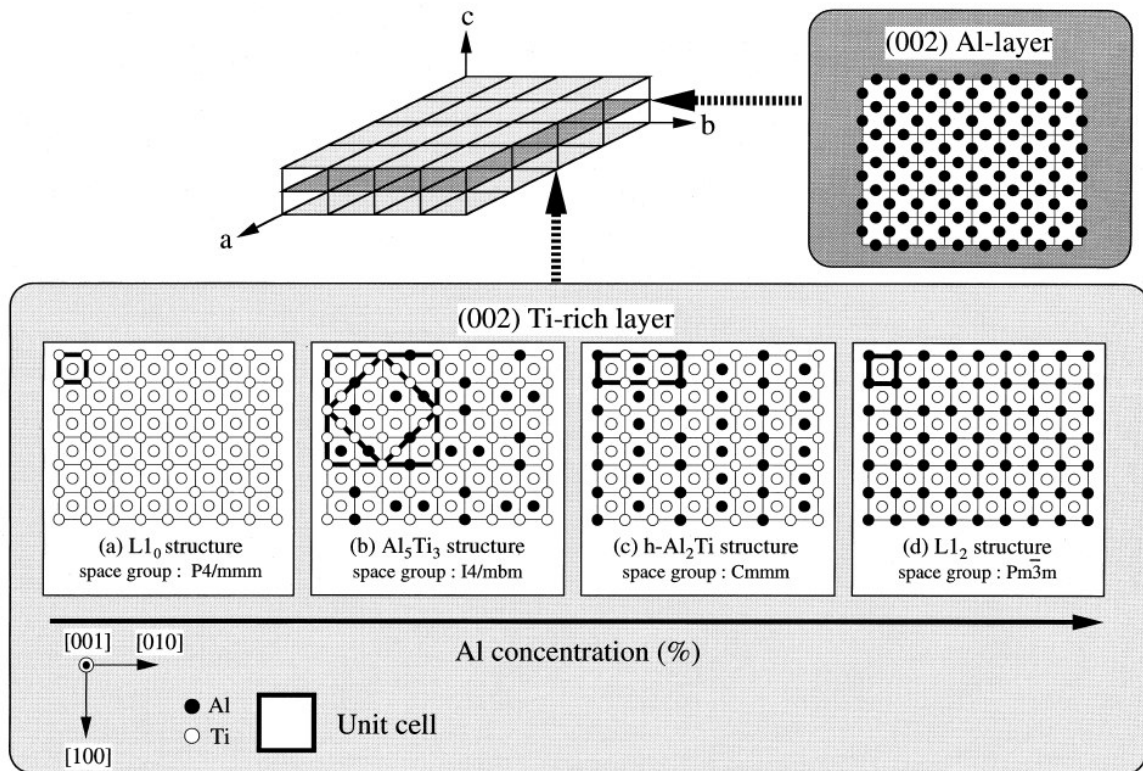 c
b
a
(002) Al-layer
(002) Ti-rich layer
(a) L1₀ structure
space group : P4/mmm
(b) Al₅Ti₃ structure
space group : I4/mbm
(c) h-Al₂Ti structure
space group : Cmmm
(d) L1₂ structure
space group : Pm3̄m
Al concentration (%)
[001]
[010]
[100]
Al
Ti
Unit cell